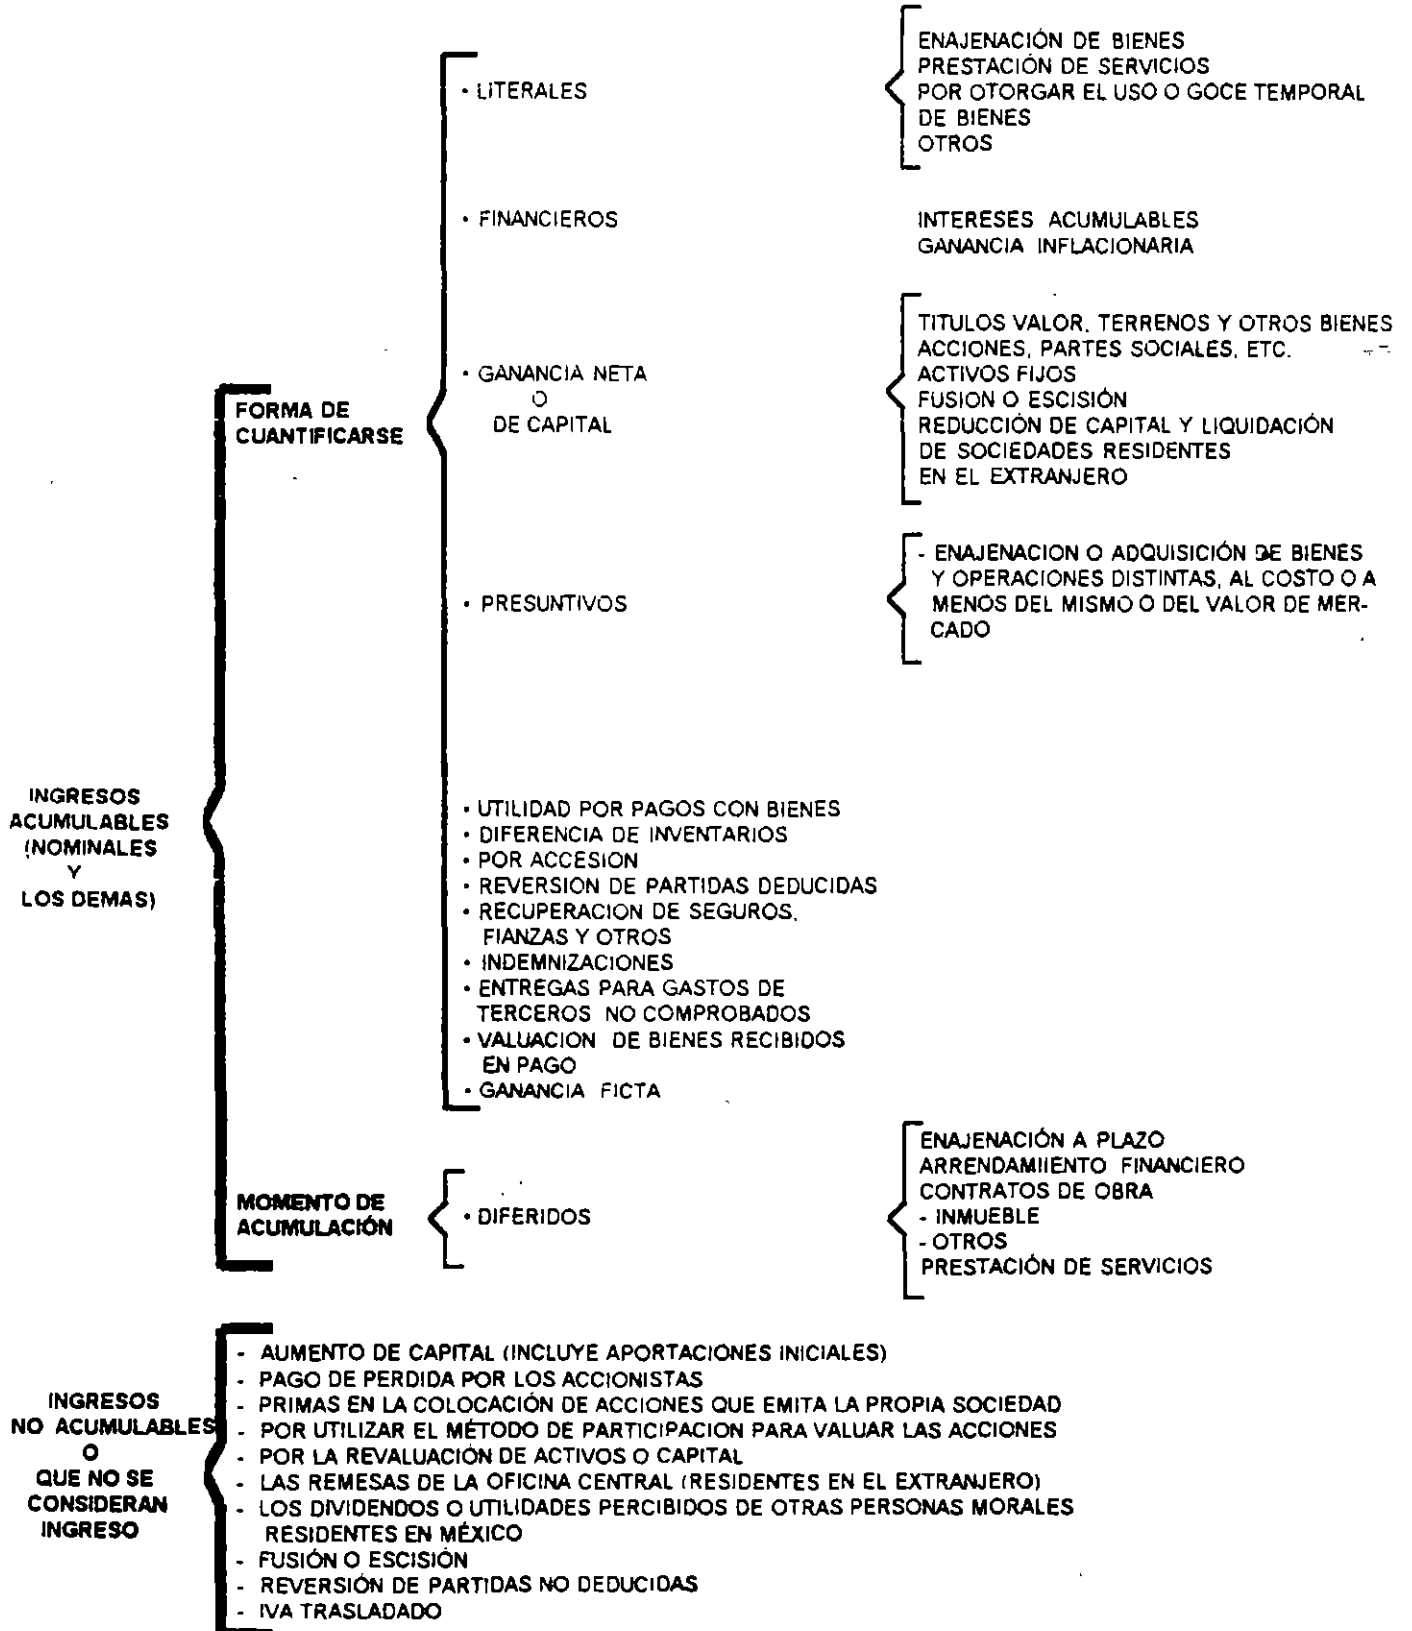 INGRESOS
ACUMULABLES
(NOMINALES
Y
LOS DEMAS)
FORMA DE
CUANTIFICARSE
• LITERALES
ENAJENACIÓN DE BIENES
PRESTACIÓN DE SERVICIOS
POR OTORGAR EL USO O GOCE TEMPORAL
DE BIENES
OTROS
• FINANCIEROS
INTERESES ACUMULABLES
GANANCIA INFLACIONARIA
• GANANCIA NETA
O
DE CAPITAL
TITULOS VALOR, TERRENOS Y OTROS BIENES
ACCIONES, PARTES SOCIALES, ETC.
ACTIVOS FIJOS
FUSION O ESCISIÓN
REDUCCIÓN DE CAPITAL Y LIQUIDACIÓN
DE SOCIEDADES RESIDENTES
EN EL EXTRANJERO
• PRESUNTIVOS
- ENAJENACION O ADQUISICIÓN DE BIENES
Y OPERACIONES DISTINTAS, AL COSTO O A
MENOS DEL MISMO O DEL VALOR DE MER-
CADO
• UTILIDAD POR PAGOS CON BIENES
• DIFERENCIA DE INVENTARIOS
• POR ACCESION
• REVERSION DE PARTIDAS DEDUCIDAS
• RECUPERACION DE SEGUROS,
FIANZAS Y OTROS
• INDEMNIZACIONES
• ENTREGAS PARA GASTOS DE
TERCEROS NO COMPROBADOS
• VALUACION DE BIENES RECIBIDOS
EN PAGO
• GANANCIA FICTA
MOMENTO DE
ACUMULACIÓN
• DIFERIDOS
ENAJENACIÓN A PLAZO
ARRENDAMIIENTO FINANCIERO
CONTRATOS DE OBRA
- INMUEBLE
- OTROS
PRESTACIÓN DE SERVICIOS
INGRESOS
NO ACUMULABLES
O
QUE NO SE
CONSIDERAN
INGRESO
- AUMENTO DE CAPITAL (INCLUYE APORTACIONES INICIALES)
- PAGO DE PERDIDA POR LOS ACCIONISTAS
- PRIMAS EN LA COLOCACIÓN DE ACCIONES QUE EMITA LA PROPIA SOCIEDAD
- POR UTILIZAR EL MÉTODO DE PARTICIPACION PARA VALUAR LAS ACCIONES
- POR LA REVALUACIÓN DE ACTIVOS O CAPITAL
- LAS REMESAS DE LA OFICINA CENTRAL (RESIDENTES EN EL EXTRANJERO)
- LOS DIVIDENDOS O UTILIDADES PERCIBIDOS DE OTRAS PERSONAS MORALES
RESIDENTES EN MÉXICO
- FUSIÓN O ESCISIÓN
- REVERSIÓN DE PARTIDAS NO DEDUCIDAS
- IVA TRASLADADO